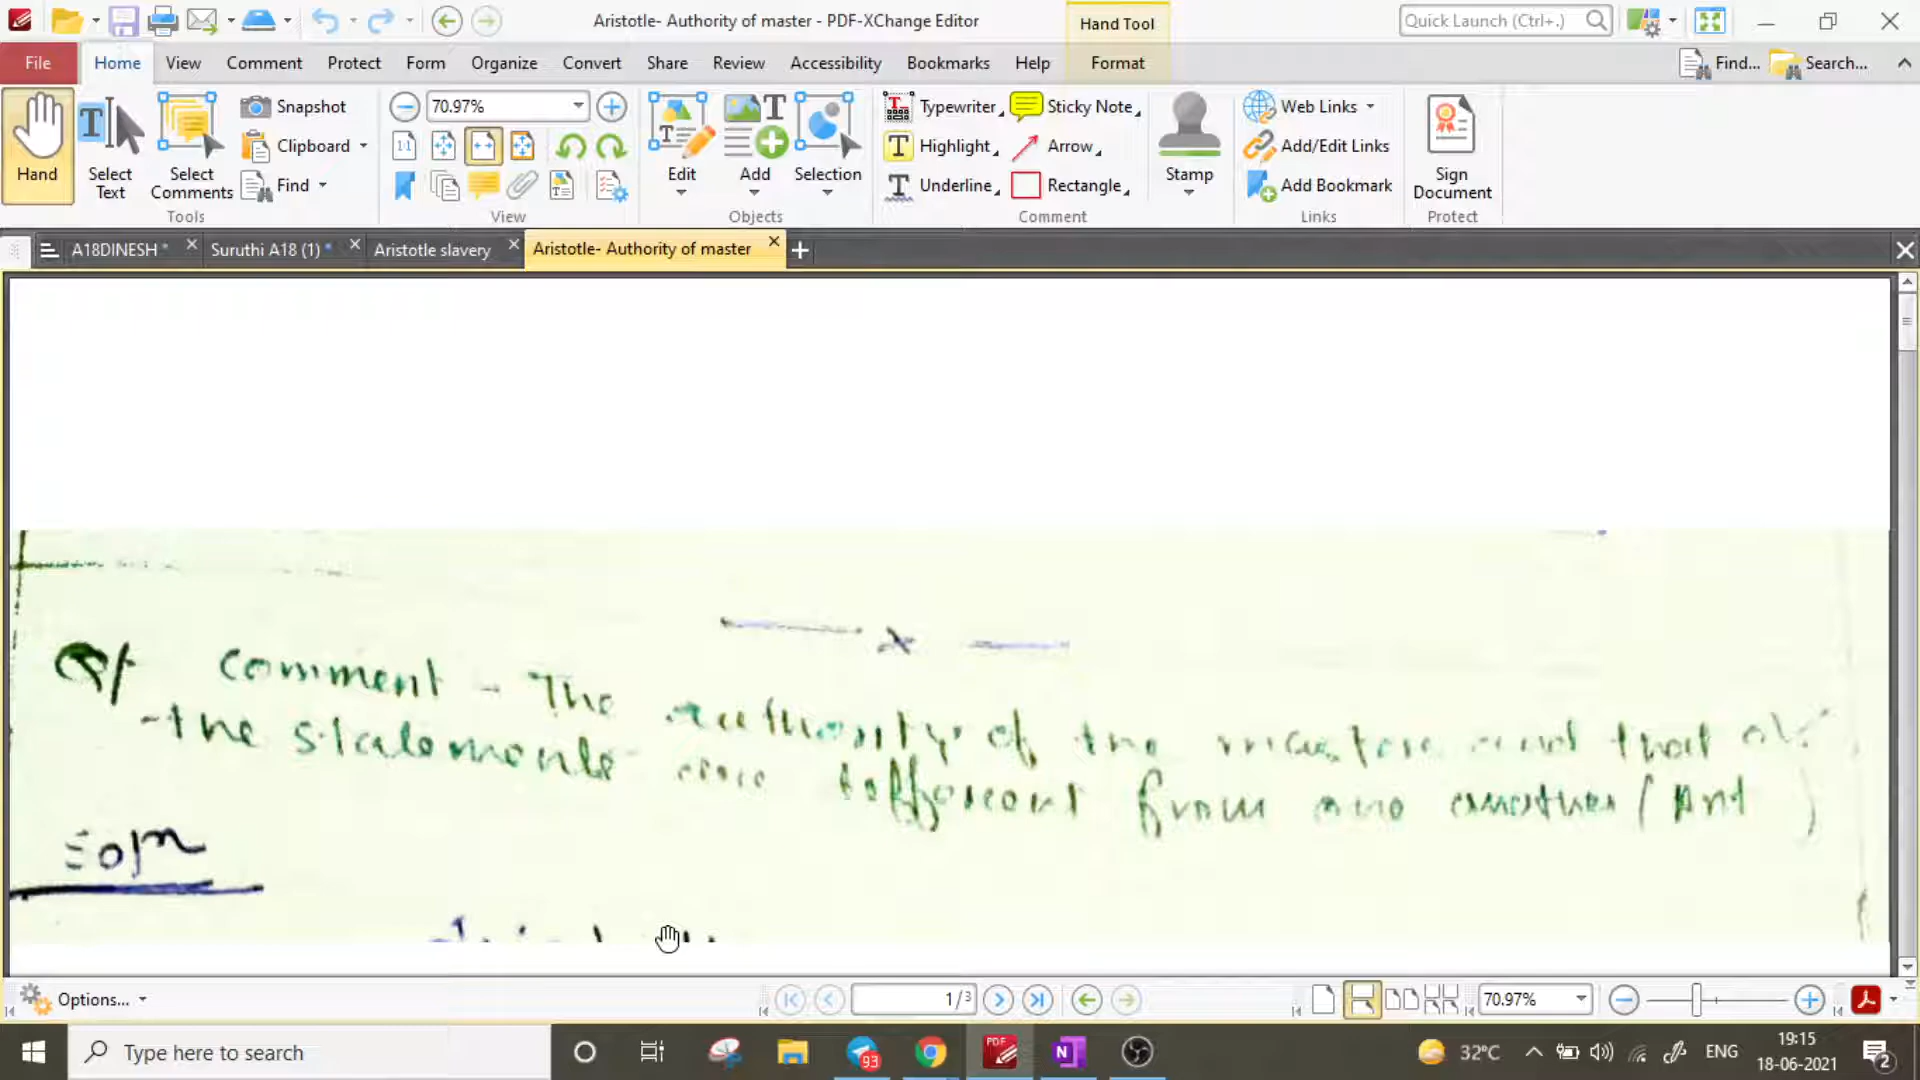 Aristotle- Authority of master - PDF-XChange Editor
Hand Tool
Quick Launch (Ctrl+.)
File Home View Comment Protect Form Organize Convert Share Review Accessibility Bookmarks Help Format Find... Search...
Hand
Select Text
Select Comments
Snapshot
Clipboard
Find
Tools
70.97%
View
Edit
Add
Selection
Objects
Typewriter
Highlight
Underline
Sticky Note
Arrow
Rectangle
Stamp
Comment
Web Links
Add/Edit Links
Add Bookmark
Links
Sign Document
Protect
A18DINESH *
Suruthi A18 (1) *
Aristotle slavery
Aristotle- Authority of master
x
Comment - The authority of the master and that of
the statements are different from one another (Ant )
Soln
Options...
1/3
70.97%
Type here to search
93
32°C
ENG
19:15
18-06-2021
2